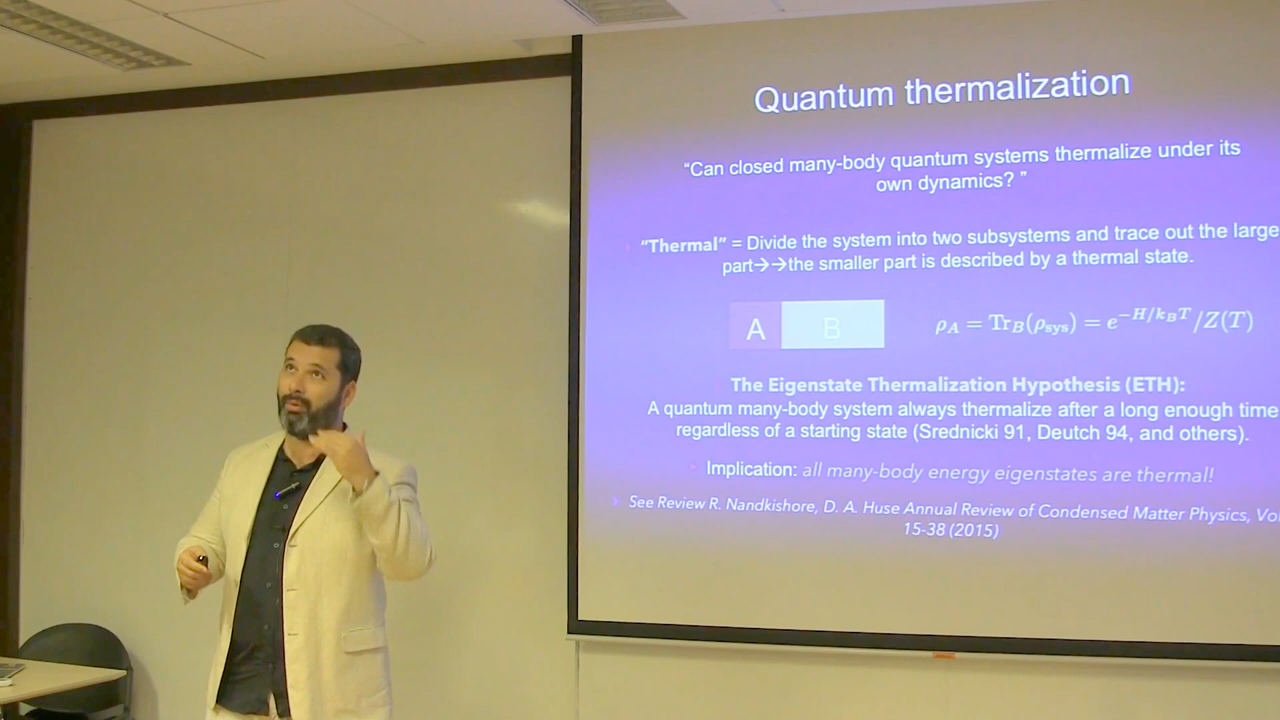 Quantum thermalization
“Can closed many-body quantum systems thermalize under its
own dynamics? ”
“Thermal” = Divide the system into two subsystems and trace out the large
part→→the smaller part is described by a thermal state.
A B ρ_A = Tr_B(ρ_sys) = e^{-H/k_BT}/Z(T)
The Eigenstate Thermalization Hypothesis (ETH):
A quantum many-body system always thermalize after a long enough time
regardless of a starting state (Srednicki 91, Deutch 94, and others).
Implication: all many-body energy eigenstates are thermal!
See Review R. Nandkishore, D. A. Huse Annual Review of Condensed Matter Physics, Vo
15-38 (2015)